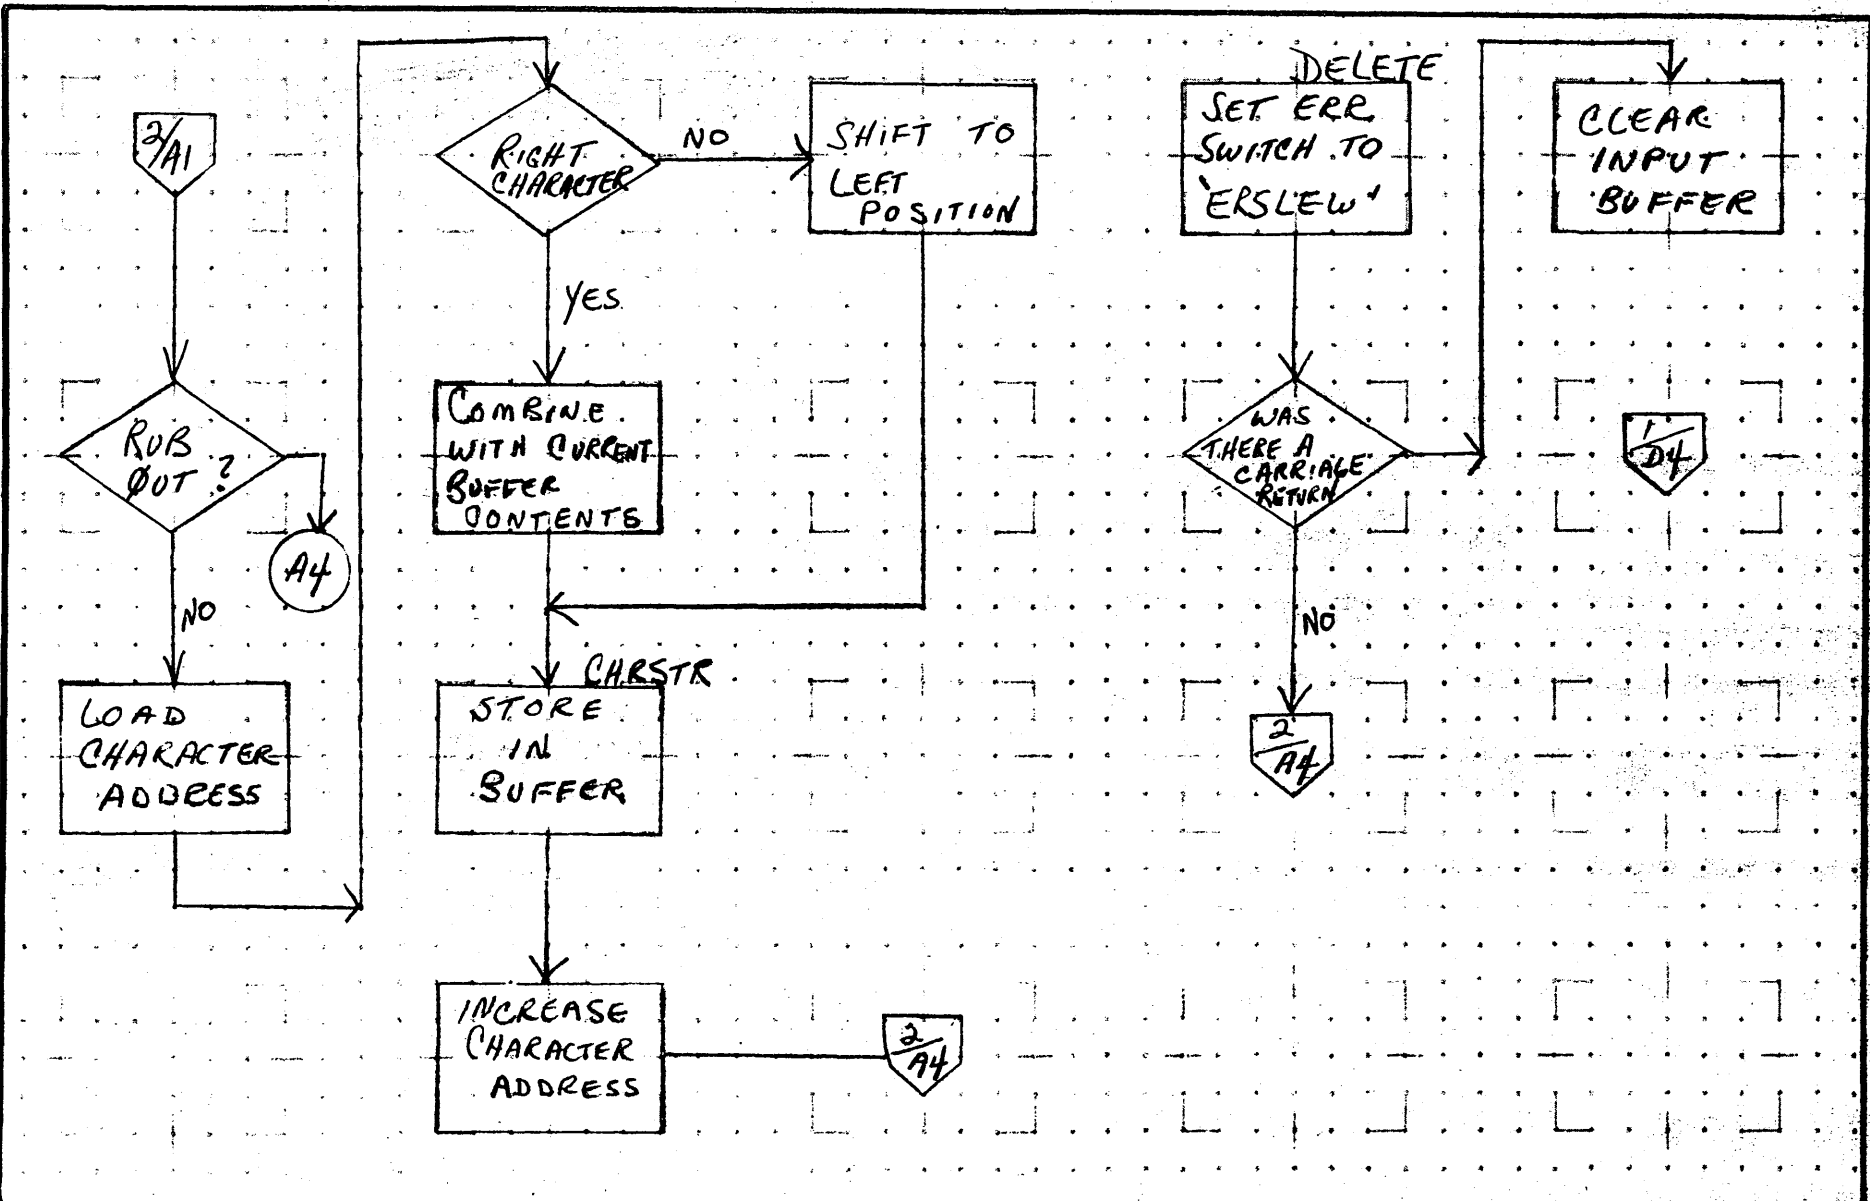 2/A1
RUB
ØUT ?
A4
NO
LOAD
CHARACTER
ADDRESS
RIGHT
CHARACTER
NO
YES
COMBINE
WITH CURRENT
BUFFER
CONTENTS
CHRSTR
STORE
IN
BUFFER
INCREASE
CHARACTER
ADDRESS
2/A4
SHIFT TO
LEFT
POSITION
DELETE
SET ERR
SWITCH TO
'ERSLEW'
WAS
THERE A
CARRIAGE
RETURN
NO
2/A4
CLEAR
INPUT
BUFFER
1/D4